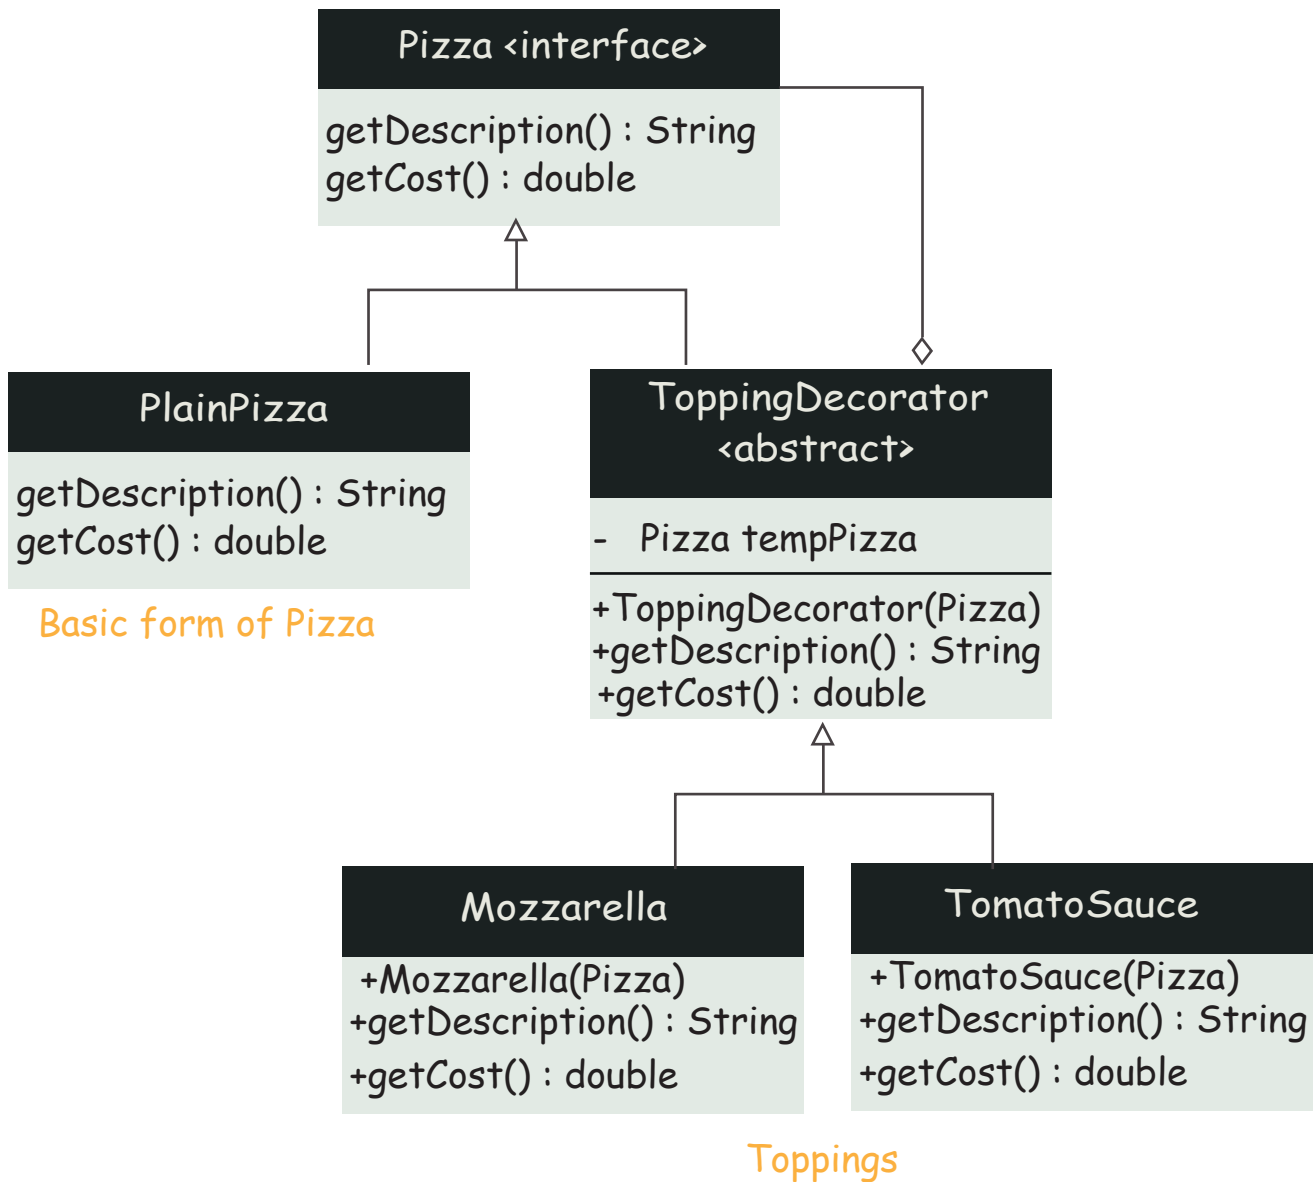 Pizza <interface>
getDescription() : String
getCost() : double
PlainPizza
getDescription() : String
getCost() : double
Basic form of Pizza
ToppingDecorator
<abstract>
- Pizza tempPizza
+ToppingDecorator(Pizza)
+getDescription() : String
+getCost() : double
Mozzarella
+Mozzarella(Pizza)
+getDescription() : String
+getCost() : double
TomatoSauce
+TomatoSauce(Pizza)
+getDescription() : String
+getCost() : double
Toppings